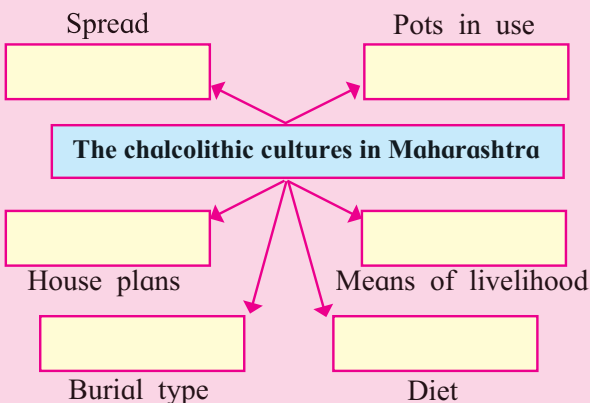 Spread
Pots in use
The chalcolithic cultures in Maharashtra
House plans
Means of livelihood
Burial type
Diet